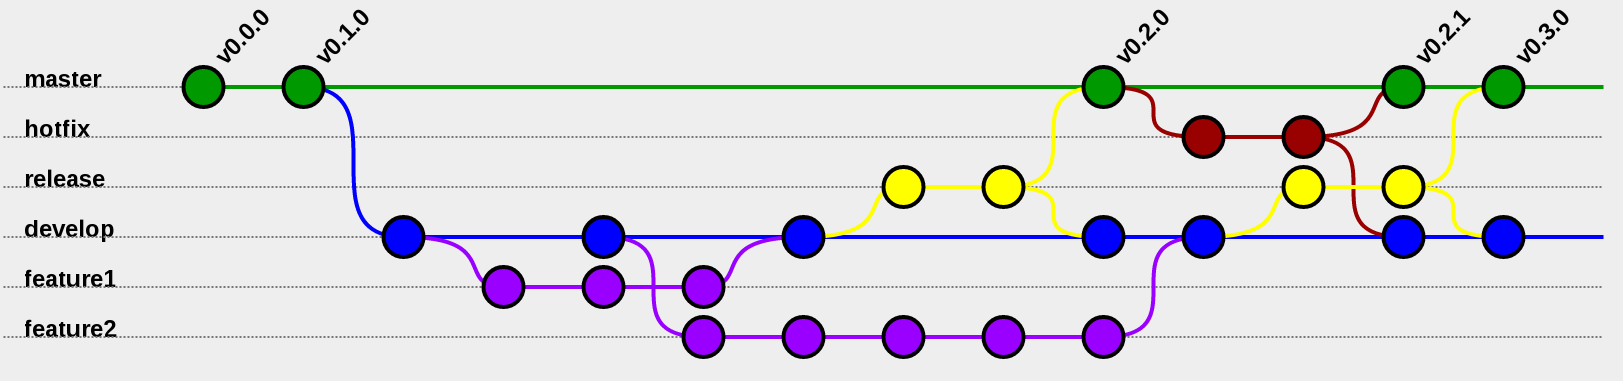 v0.0.0
v0.1.0
v0.2.0
v0.2.1
v0.3.0
master
hotfix
release
develop
feature1
feature2